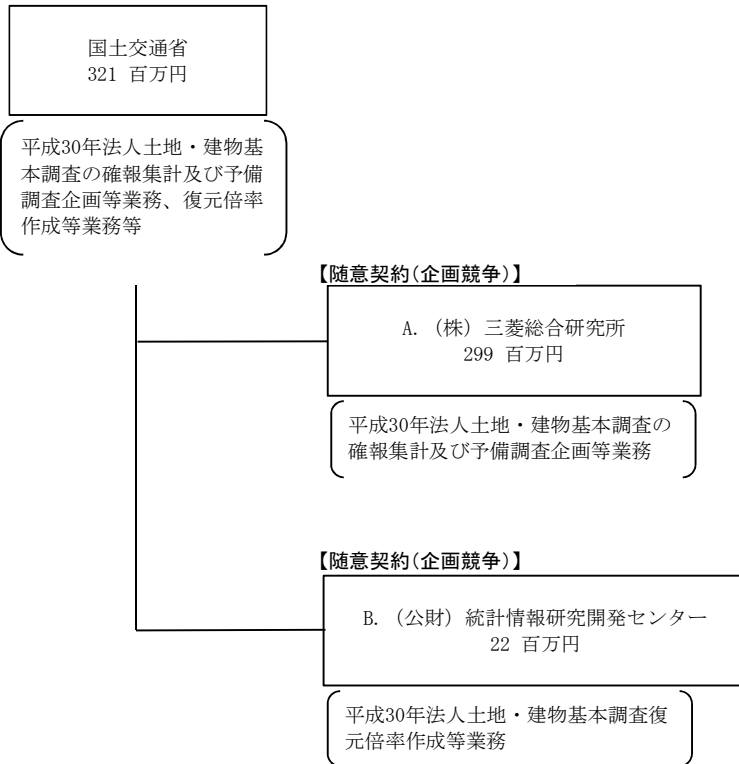 国土交通省
321 百万円
平成30年法人土地・建物基
本調査の確報集計及び予備
調査企画等業務、復元倍率
作成等業務等
【随意契約(企画競争)】
A. (株) 三菱総合研究所
299 百万円
平成30年法人土地・建物基本調査の
確報集計及び予備調査企画等業務
【随意契約(企画競争)】
B. (公財) 統計情報研究開発センター
22 百万円
平成30年法人土地・建物基本調査復
元倍率作成等業務